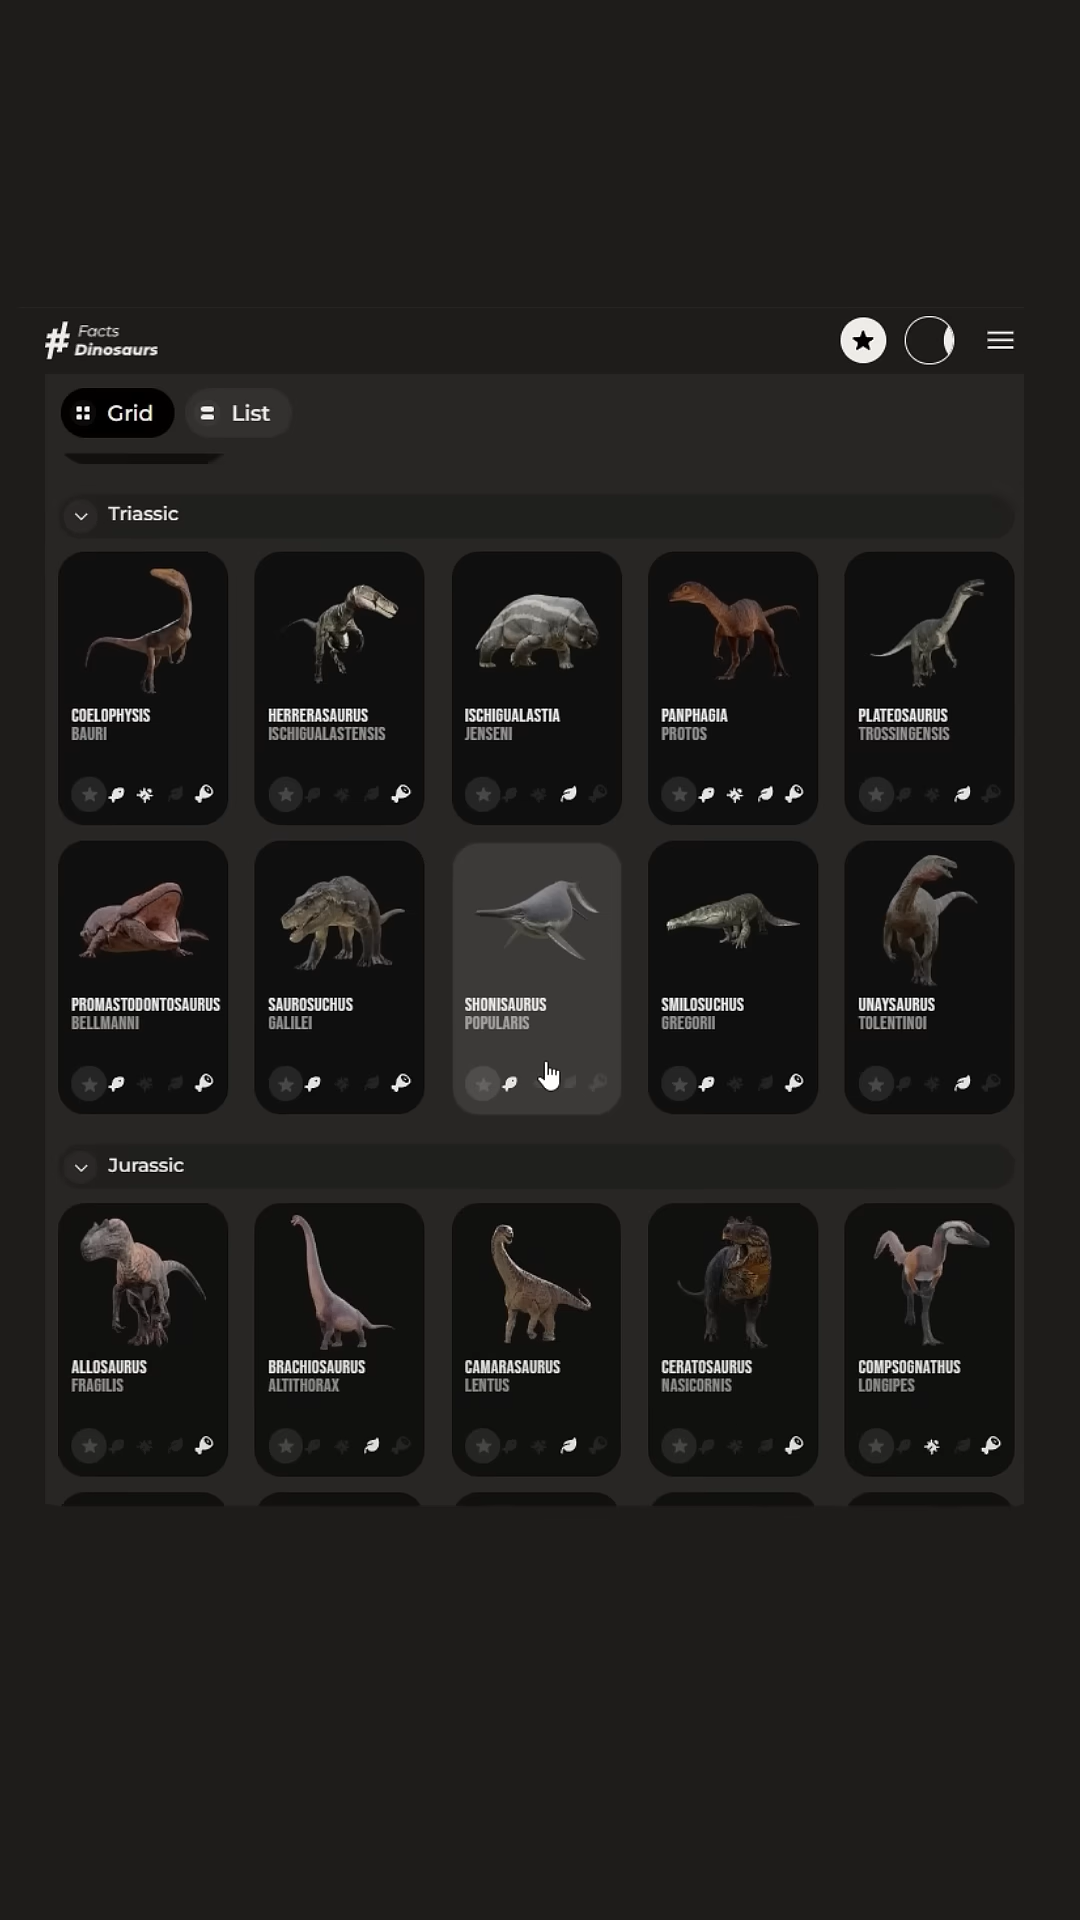 #
Facts
Dinosaurs
Grid
List
Triassic
COELOPHYSIS
BAURI
HERRERASAURUS
ISCHIGUALASTENSIS
ISCHIGUALASTIA
JENSENI
PANPHAGIA
PROTOS
PLATEOSAURUS
TROSSINGENSIS
PROMASTODONTOSAURUS
BELLMANNI
SAUROSUCHUS
GALILEI
SHONISAURUS
POPULARIS
SMILOSUCHUS
GREGORII
UNAYSAURUS
TOLENTINOI
Jurassic
ALLOSAURUS
FRAGILIS
BRACHIOSAURUS
ALTITHORAX
CAMARASAURUS
LENTUS
CERATOSAURUS
NASICORNIS
COMPSOGNATHUS
LONGIPES